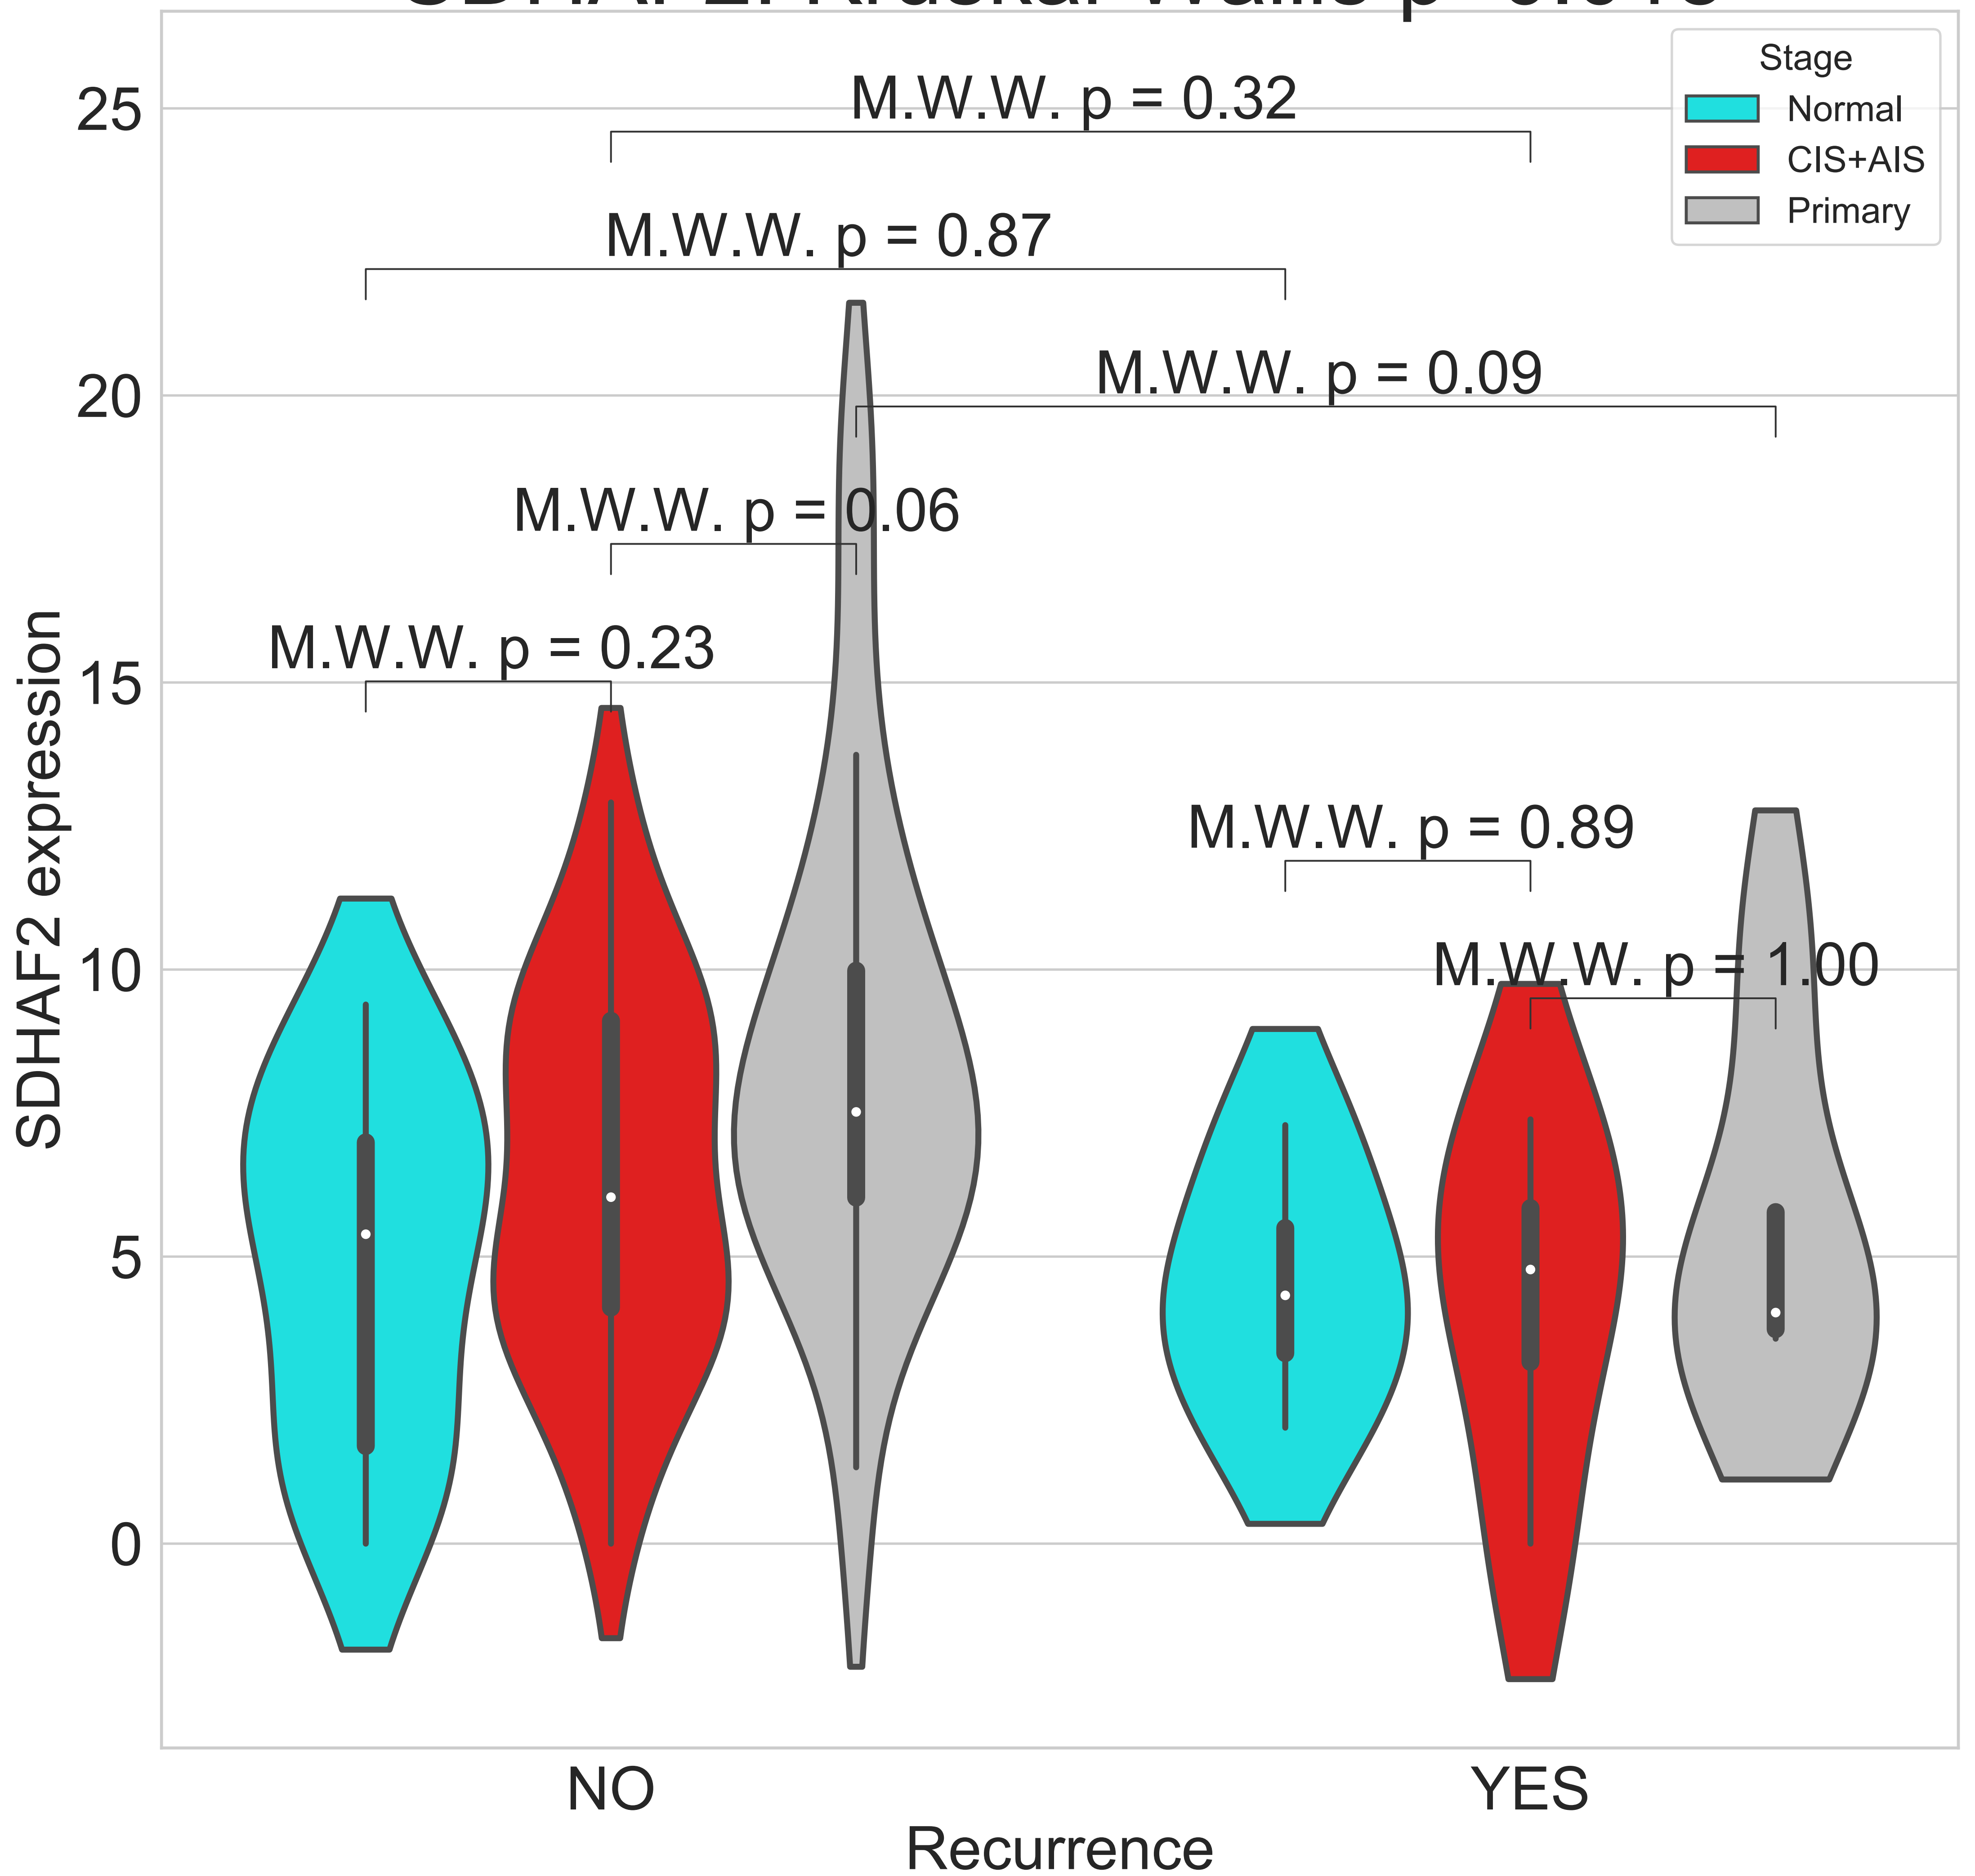 Stage
Normal
CIS+AIS
Primary
25
20
15
10
5
0
SDHAF2 expression
M.W.W. p = 0.32
M.W.W. p = 0.87
M.W.W. p = 0.09
M.W.W. p = 0.06
M.W.W. p = 0.23
M.W.W. p = 0.89
M.W.W. p = 1.00
NO
YES
Recurrence